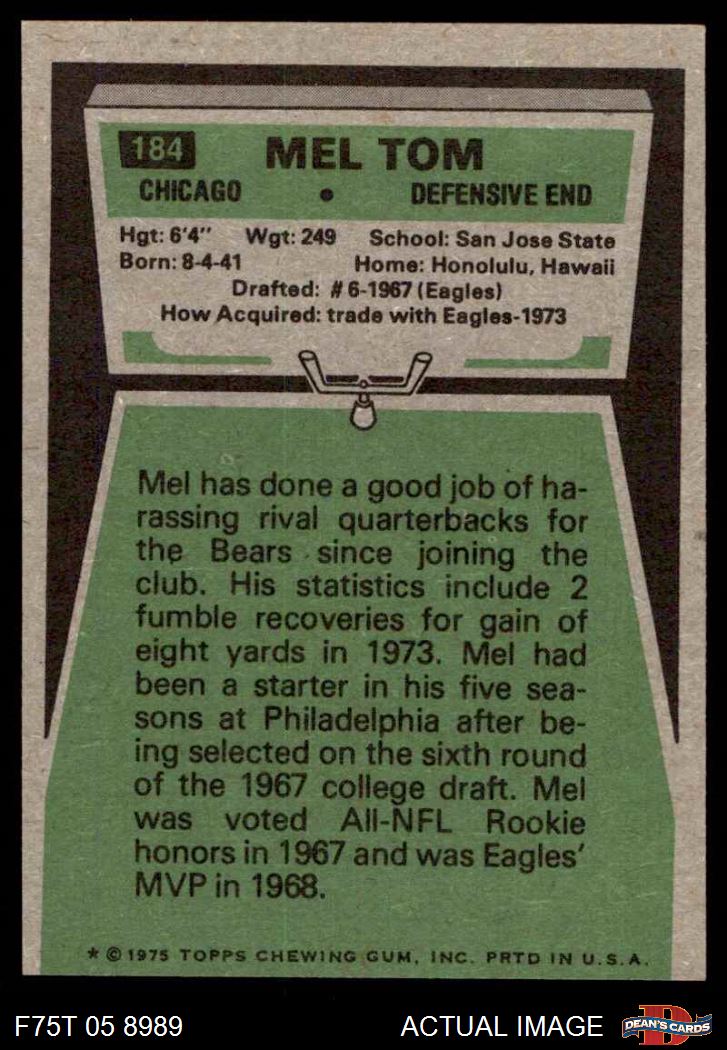 184 MEL TOM
CHICAGO • DEFENSIVE END
Hgt: 6'4" Wgt: 249 School: San Jose State
Born: 8-4-41 Home: Honolulu, Hawaii
Drafted: #6-1967 (Eagles)
How Acquired: trade with Eagles-1973
Mel has done a good job of ha-
rassing rival quarterbacks for
the Bears since joining the
club. His statistics include 2
fumble recoveries for gain of
eight yards in 1973. Mel had
been a starter in his five sea-
sons at Philadelphia after be-
ing selected on the sixth round
of the 1967 college draft. Mel
was voted All-NFL Rookie
honors in 1967 and was Eagles'
MVP in 1968.
* © 1975 TOPPS CHEWING GUM, INC. PRTD IN U.S.A.
F75T 05 8989 ACTUAL IMAGE D DEAN'S CARDS